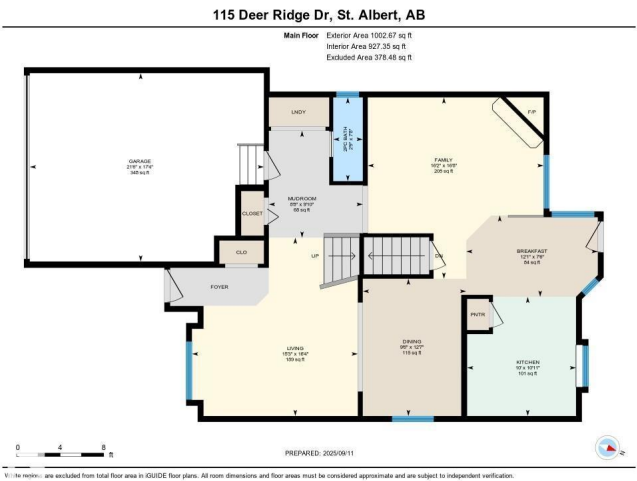 115 Deer Ridge Dr, St. Albert, AB
Main Floor Exterior Area 1002.67 sq ft
Interior Area 927.35 sq ft
Excluded Area 378.48 sq ft
LNDY
2PC BATH
F/P
GARAGE
21'6" x 17'4"
345 sq ft
FAMILY
205 sq ft
MUDROOM
5'5" x 9'10"
68 sq ft
CLOSET
CLO
UP
DN
BREAKFAST
12'1" x 7'6"
84 sq ft
FOYER
PNTR
DINING
9'6" x 12'7"
LIVING
15'3" x 16'4"
189 sq ft
KITCHEN
10' x 10'11"
101 sq ft
0 4 8
ft
PREPARED: 2025/09/11
N
are excluded from total floor area in iGUIDE floor plans. All room dimensions and floor areas must be considered approximate and are subject to independent verification.